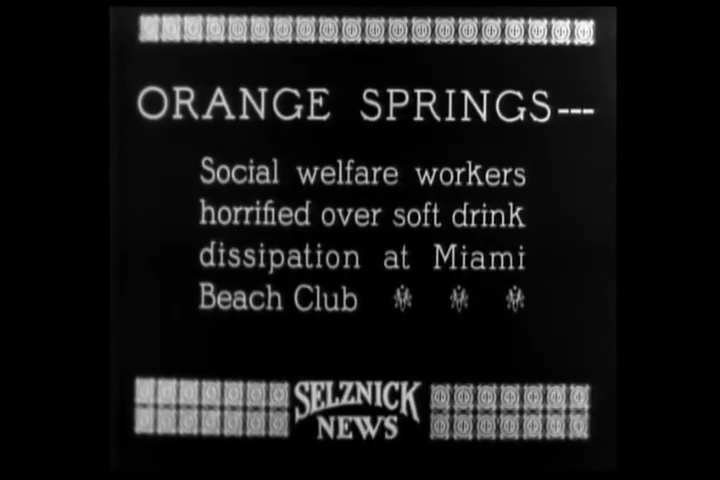 ORANGE SPRINGS---
Social welfare workers
horrified over soft drink
dissipation at Miami
Beach Club * * *
SELZNICK
NEWS